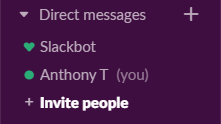 Direct messages +
Slackbot
Anthony T (you)
+ Invite people